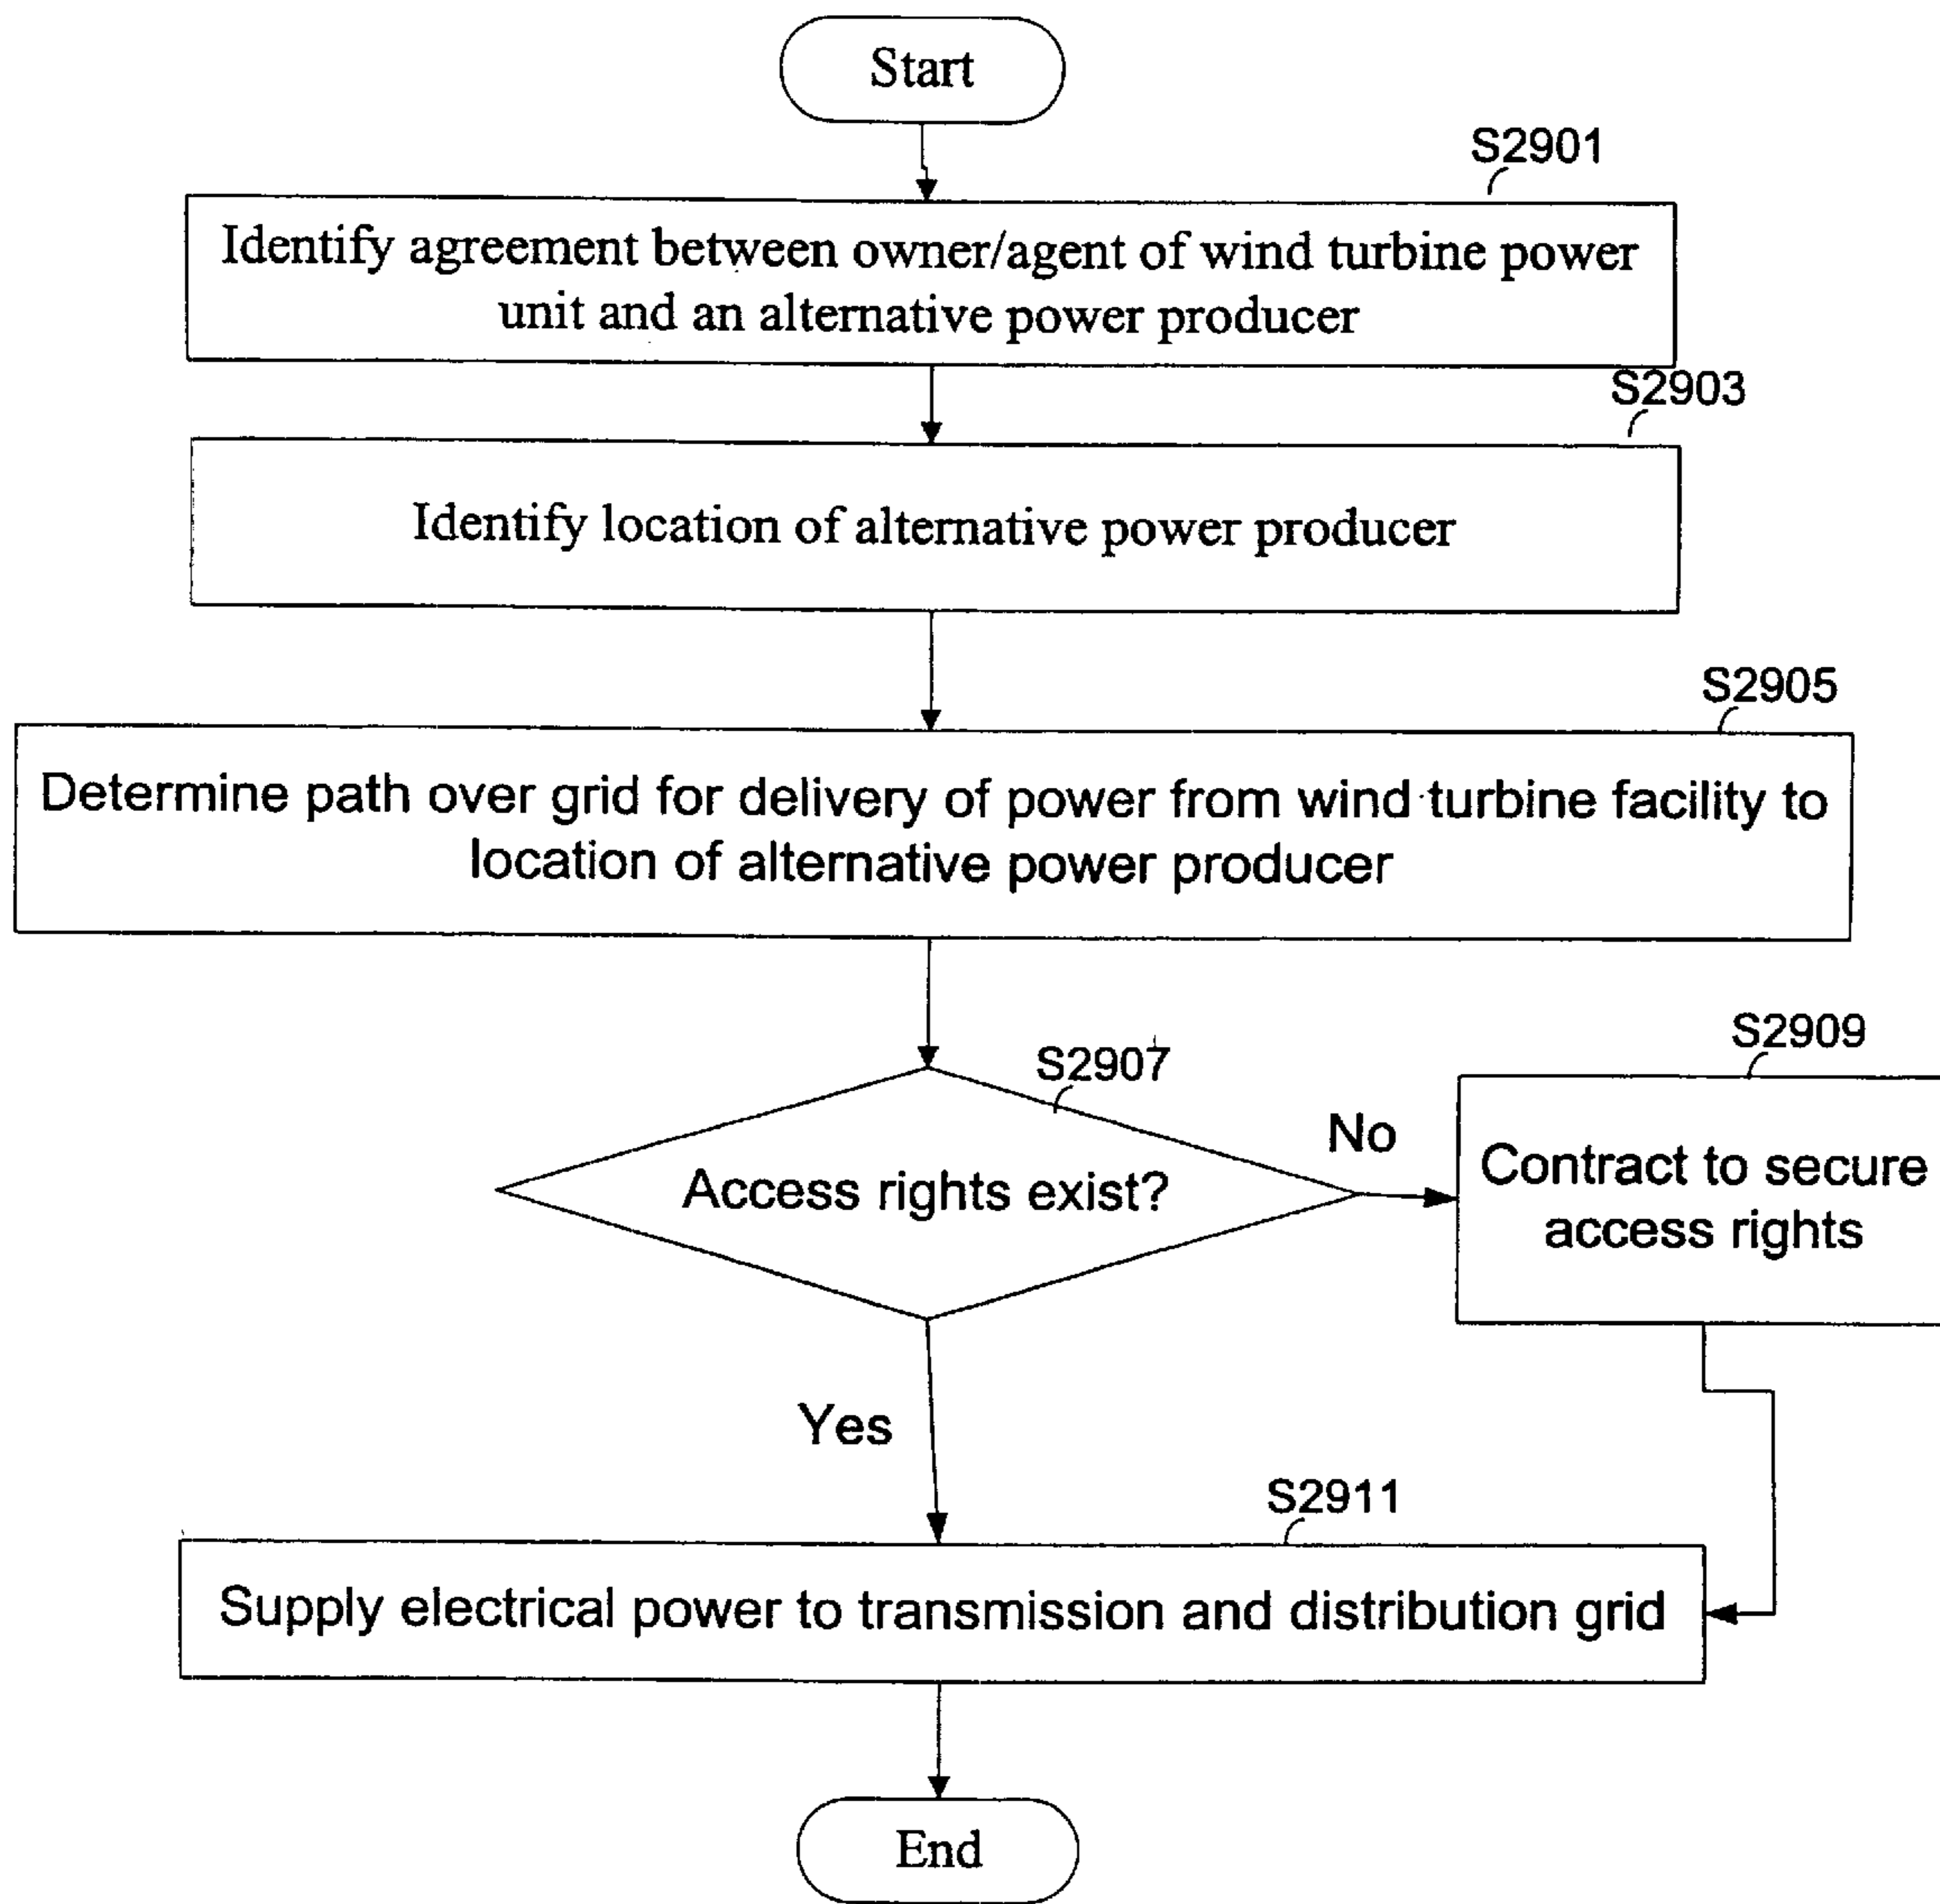 Start
S2901
Identify agreement between owner/agent of wind turbine power
unit and an alternative power producer
S2903
Identify location of alternative power producer
S2905
Determine path over grid for delivery of power from wind turbine facility to
location of alternative power producer
S2907
Access rights exist?
No
S2909
Contract to secure
access rights
Yes
S2911
Supply electrical power to transmission and distribution grid
End